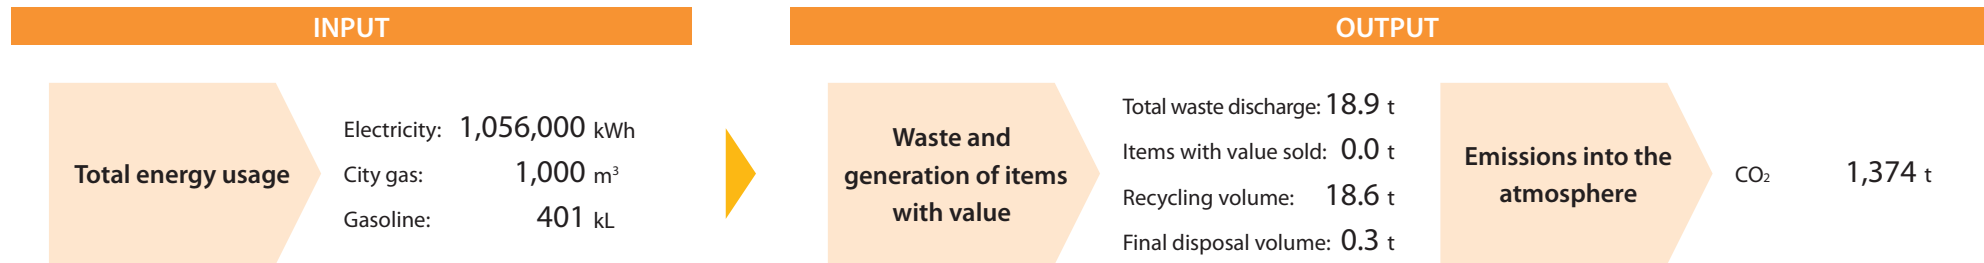 INPUT
OUTPUT
Total energy usage
Electricity: 1,056,000 kWh
City gas: 1,000 m³
Gasoline: 401 kL
Waste and
generation of items
with value
Total waste discharge: 18.9 t
Items with value sold: 0.0 t
Recycling volume: 18.6 t
Final disposal volume: 0.3 t
Emissions into the
atmosphere
CO₂ 1,374 t